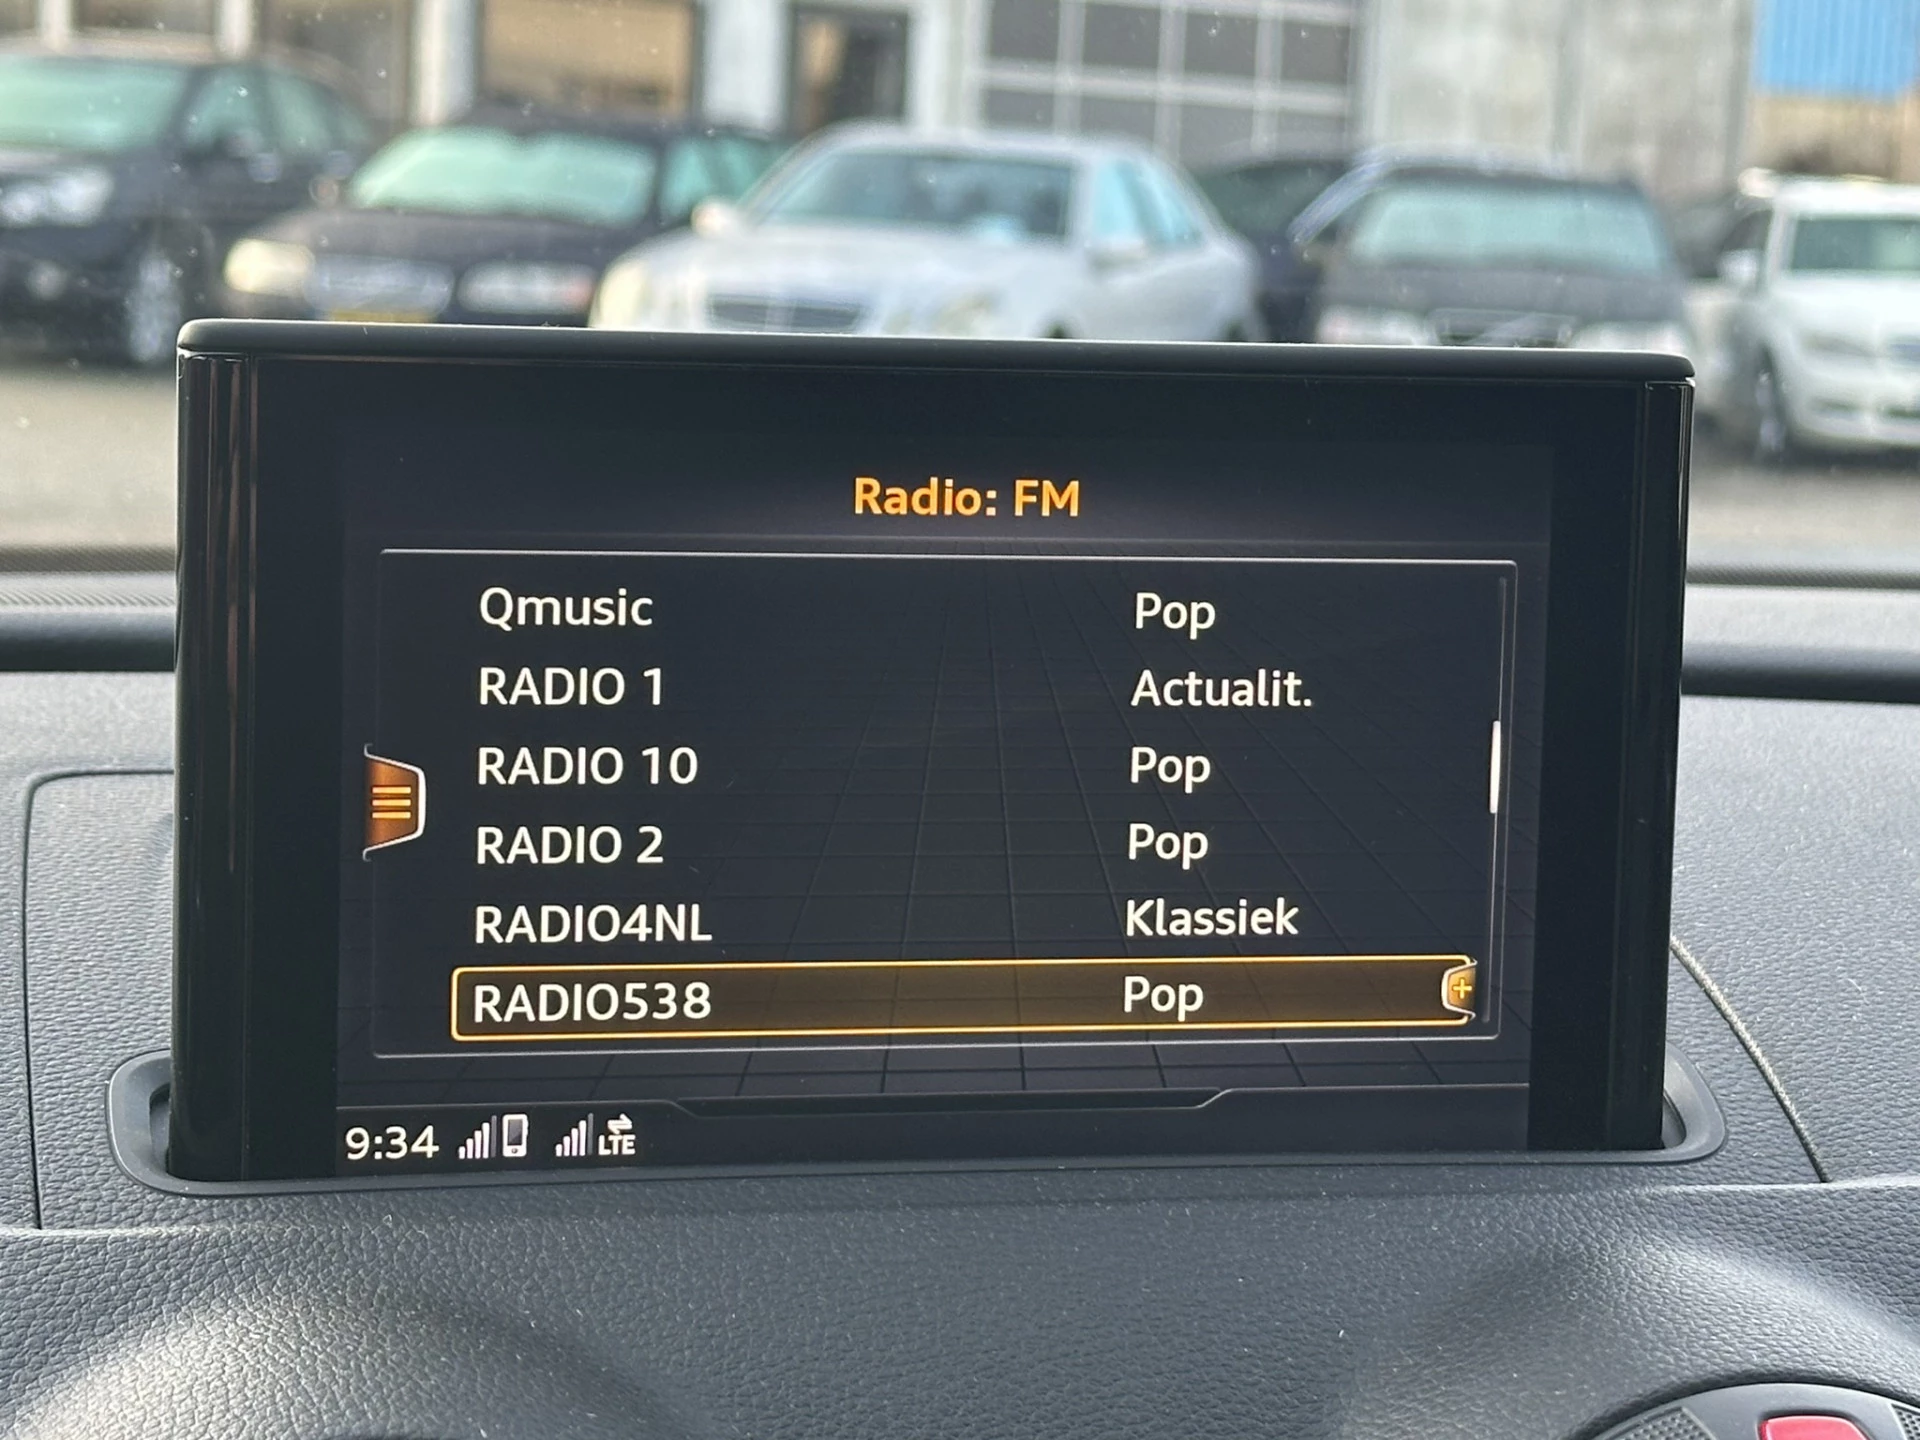 Radio: FM
Qmusic Pop
RADIO 1 Actualit.
RADIO 10 Pop
RADIO 2 Pop
RADIO4NL Klassiek
RADIO538 Pop
9:34 LTE